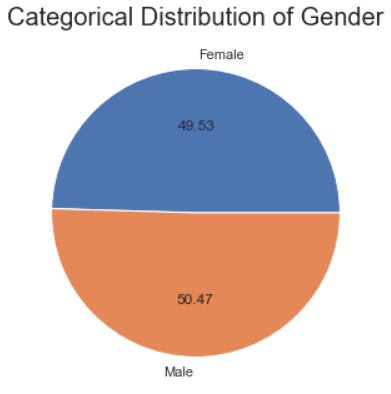 Categorical Distribution of Gender
Female
49.53
50.47
Male